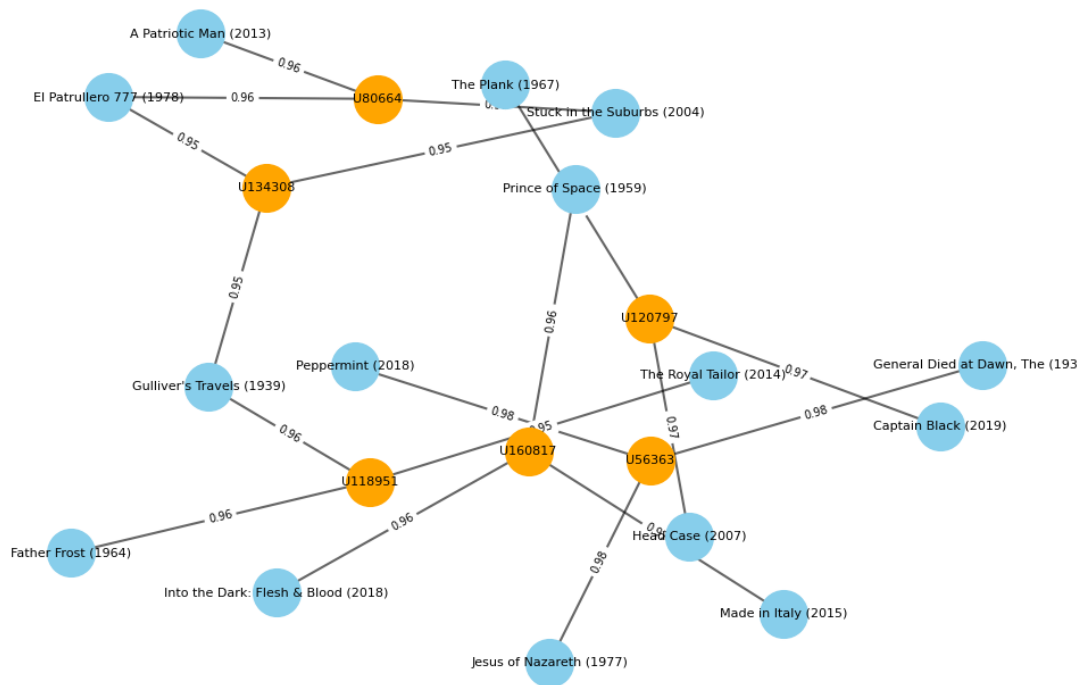 A Patriotic Man (2013)
0.96
The Plank (1967)
El Patrullero 777 (1978)
0.96
U80664
Stuck in the Suburbs (2004)
0.95
0.95
U134308
Prince of Space (1959)
0.95
0.96
U120797
Peppermint (2018)
The Royal Tailor (2014)
0.97
General Died at Dawn, The (193
Gulliver's Travels (1939)
0.98
0.98
0.97
Captain Black (2019)
0.96
0.95
U160817
U56363
U118951
0.96
0.96
Head Case (2007)
Father Frost (1964)
0.98
Into the Dark: Flesh & Blood (2018)
Made in Italy (2015)
Jesus of Nazareth (1977)